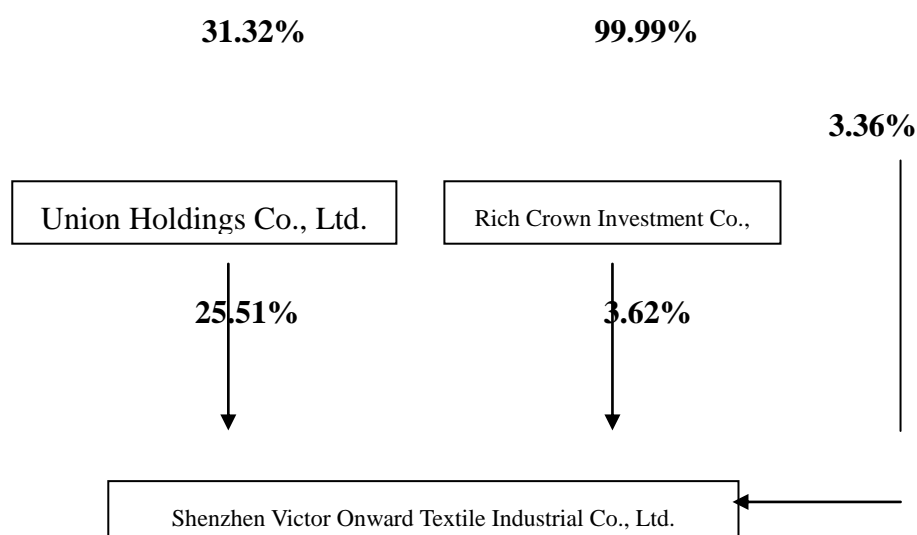 31.32% 99.99%
3.36%
Union Holdings Co., Ltd. Rich Crown Investment Co.,
25.51% 3.62%
Shenzhen Victor Onward Textile Industrial Co., Ltd.